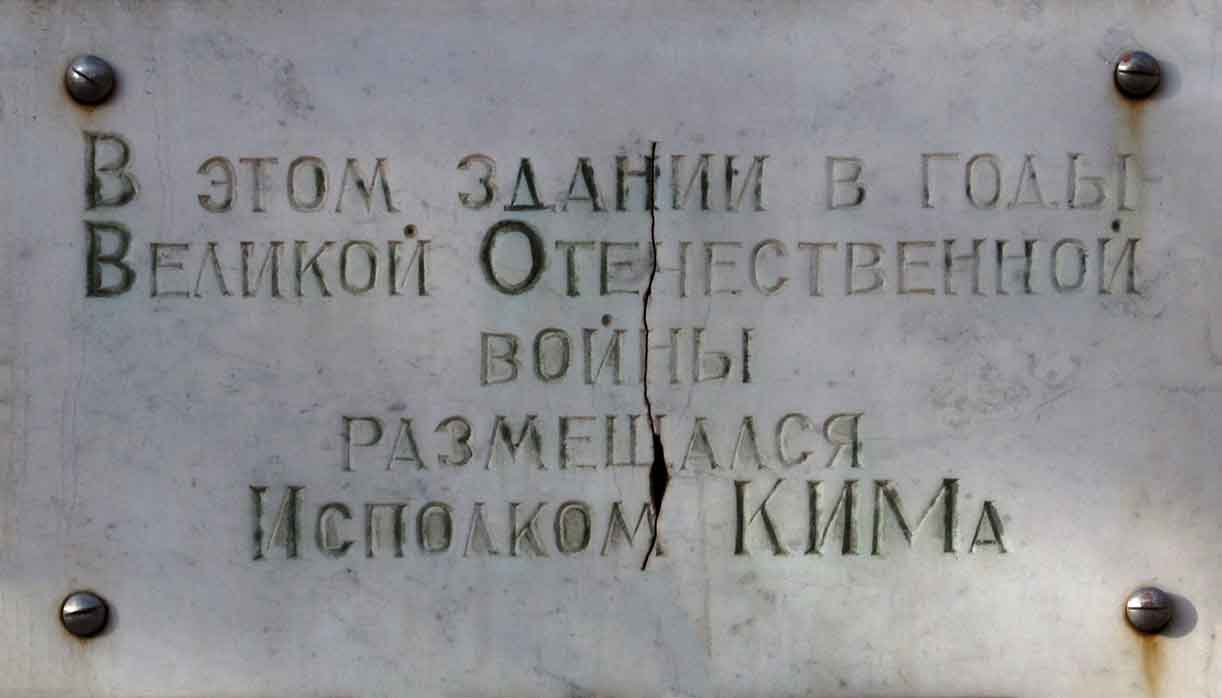 В этом здании в годы
Великой Отечественной
войны
размещался
Исполком КИМа